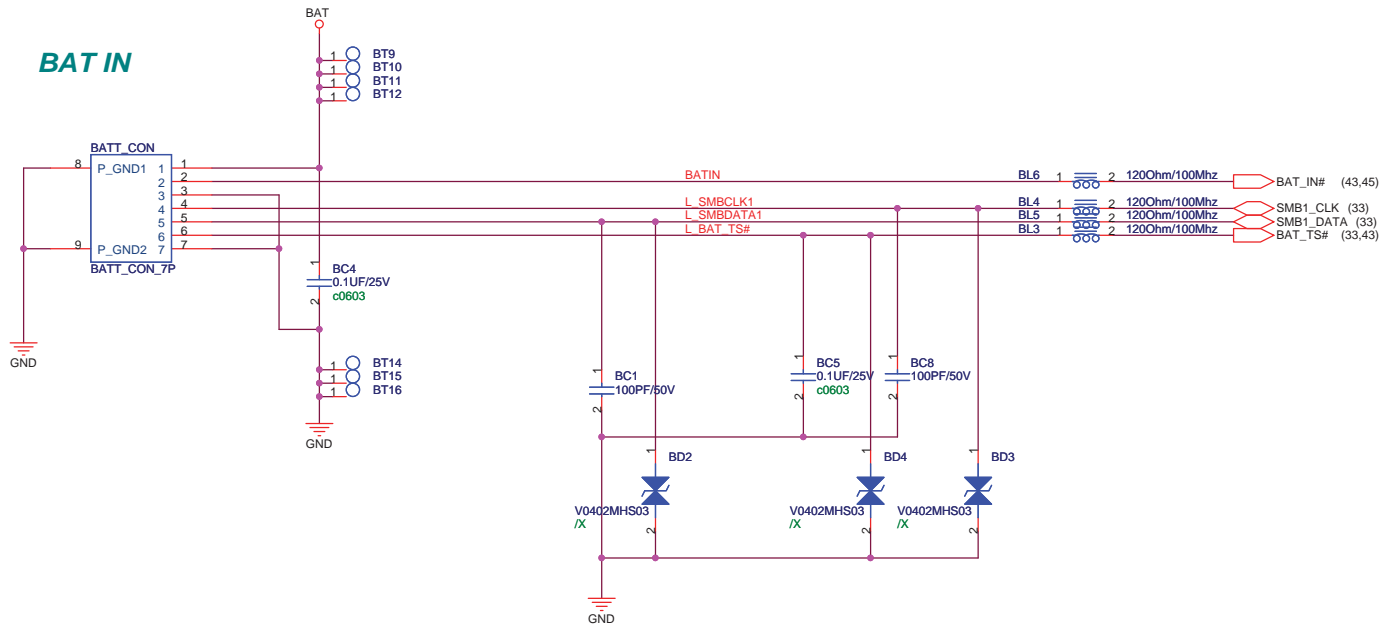 BAT
BAT IN
1 BT9
1 BT10
1 BT11
1 BT12
BATT_CON
8 P_GND1 1 1
2 2 BATIN BL6 1 2 120Ohm/100Mhz BAT_IN# (43,45)
3 3
4 4 L_SMBCLK1 BL4 1 2 120Ohm/100Mhz SMB1_CLK (33)
5 5 L_SMBDATA1 BL5 1 2 120Ohm/100Mhz SMB1_DATA (33)
6 6 L_BAT_TS# BL3 1 2 120Ohm/100Mhz BAT_TS# (33,43)
9 P_GND2 7 7
BATT_CON_7P
1 BC4
0.1UF/25V
2 c0603
GND
1 BT14
1 BT15
1 BT16
GND
1 BC1
100PF/50V
2
1 BC5
0.1UF/25V
2 c0603
1 BC8
100PF/50V
2
1 BD2
V0402MHS03
/X 2
1 BD4
V0402MHS03
/X 2
1 BD3
V0402MHS03
/X 2
GND